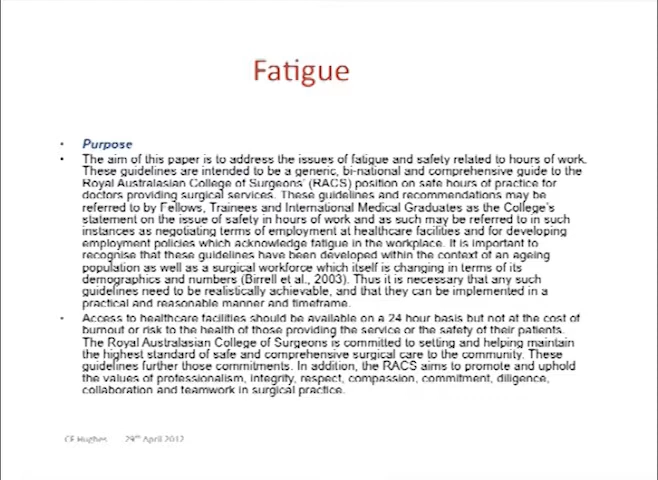 Fatigue
• Purpose
• The aim of this paper is to address the issues of fatigue and safety related to hours of work.
These guidelines are intended to be a generic, bi-national and comprehensive guide to the
Royal Australasian College of Surgeons' (RACS) position on safe hours of practice for
doctors providing surgical services. These guidelines and recommendations may be
referred to by Fellows, Trainees and International Medical Graduates as the College's
statement on the issue of safety in hours of work and as such may be referred to in such
instances as negotiating terms of employment at healthcare facilities and for developing
employment policies which acknowledge fatigue in the workplace. It is important to
recognise that these guidelines have been developed within the context of an ageing
population as well as a surgical workforce which itself is changing in terms of its
demographics and numbers (Birrell et al., 2003). Thus it is necessary that any such
guidelines need to be realistically achievable, and that they can be implemented in a
practical and reasonable manner and timeframe.
• Access to healthcare facilities should be available on a 24 hour basis but not at the cost of
burnout or risk to the health of those providing the service or the safety of their patients.
The Royal Australasian College of Surgeons is committed to setting and helping maintain
the highest standard of safe and comprehensive surgical care to the community. These
guidelines further those commitments. In addition, the RACS aims to promote and uphold
the values of professionalism, integrity, respect, compassion, commitment, diligence,
collaboration and teamwork in surgical practice.
CF Hughes 29th April 2012